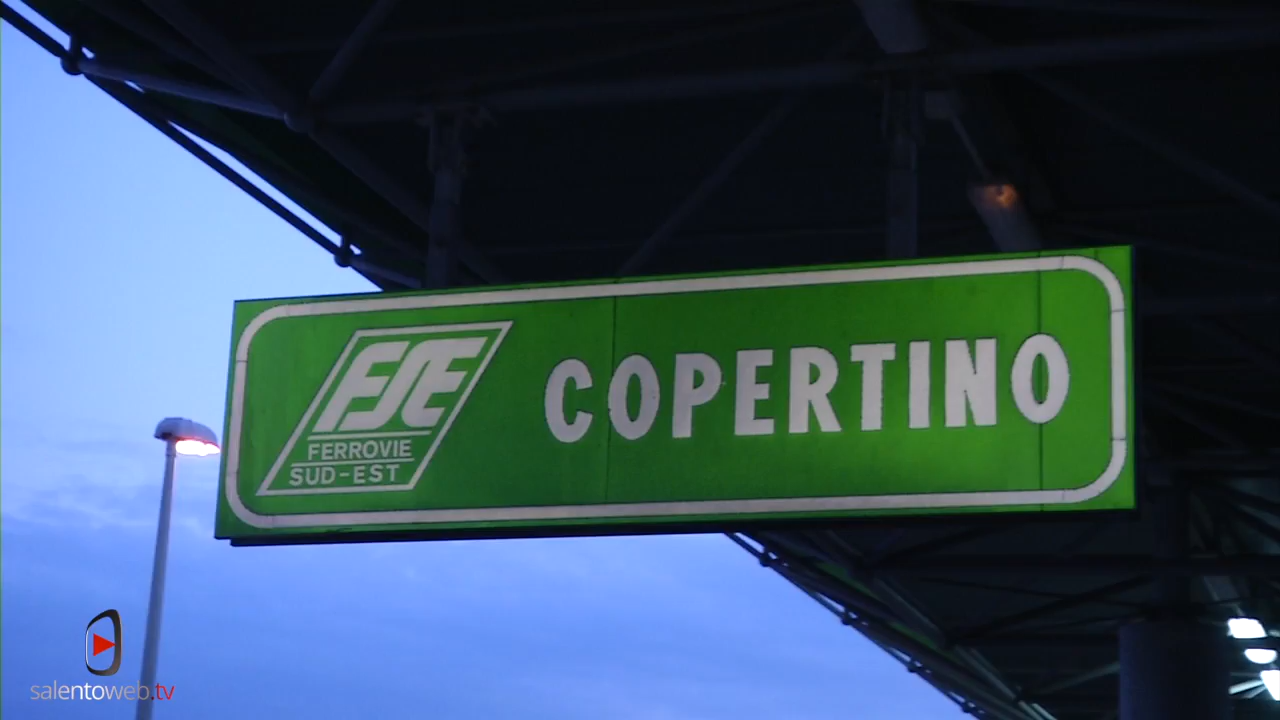 FSE
FERROVIE
SUD-EST
COPERTINO
salentoweb.tv